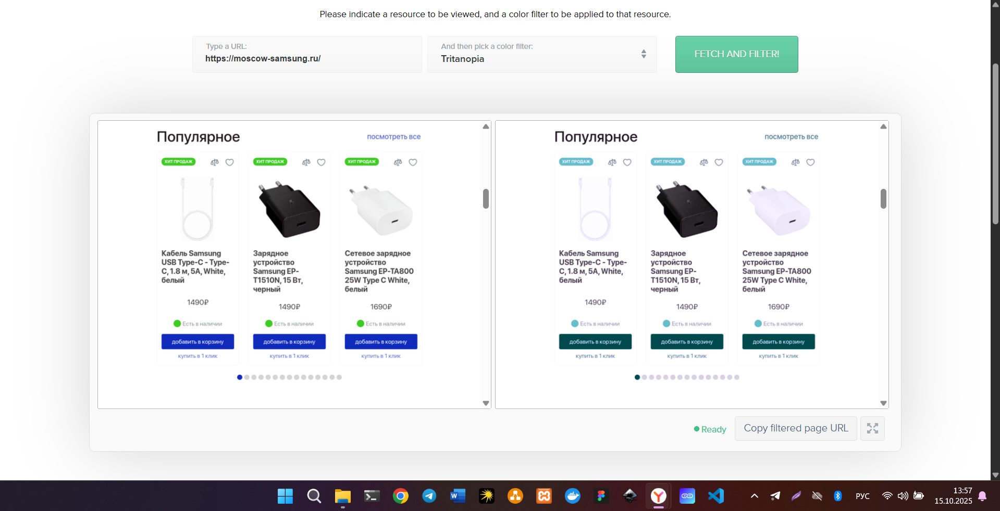 Please indicate a resource to be viewed, and a color filter to be applied to that resource.
Type a URL:
https://moscow-samsung.ru/
And then pick a color filter:
Tritanopia
FETCH AND FILTER!
Популярное
посмотреть все
ХИТ ПРОДАЖ
ХИТ ПРОДАЖ
ХИТ ПРОДАЖ
Кабель Samsung
USB Type-C - Type-
C, 1.8 м, 5A, White,
белый
1490₽
Есть в наличии
добавить в корзину
купить в 1 клик
Зарядное
устройство
Samsung EP-
T1510N, 15 Вт,
черный
1490₽
Есть в наличии
добавить в корзину
купить в 1 клик
Сетевое зарядное
устройство
Samsung EP-TA800
25W Type C White,
белый
1690₽
Есть в наличии
добавить в корзину
купить в 1 клик
Популярное
посмотреть все
ХИТ ПРОДАЖ
ХИТ ПРОДАЖ
ХИТ ПРОДАЖ
Кабель Samsung
USB Type-C - Type-
C, 1.8 м, 5A, White,
белый
1490₽
Есть в наличии
добавить в корзину
купить в 1 клик
Зарядное
устройство
Samsung EP-
T1510N, 15 Вт,
черный
1490₽
Есть в наличии
добавить в корзину
купить в 1 клик
Сетевое зарядное
устройство
Samsung EP-TA800
25W Type C White,
белый
1690₽
Есть в наличии
добавить в корзину
купить в 1 клик
Ready
Copy filtered page URL
РУС
13:57
15.10.2025